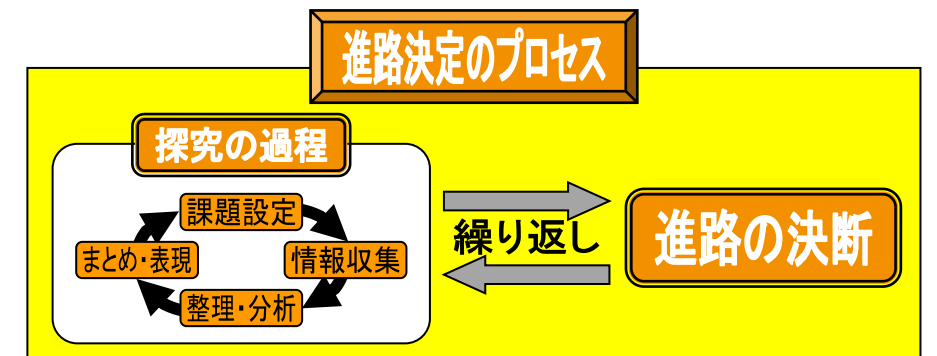 進路決定のプロセス
探究の過程
課題設定
情報収集
整理・分析
まとめ・表現
繰り返し
進路の決断